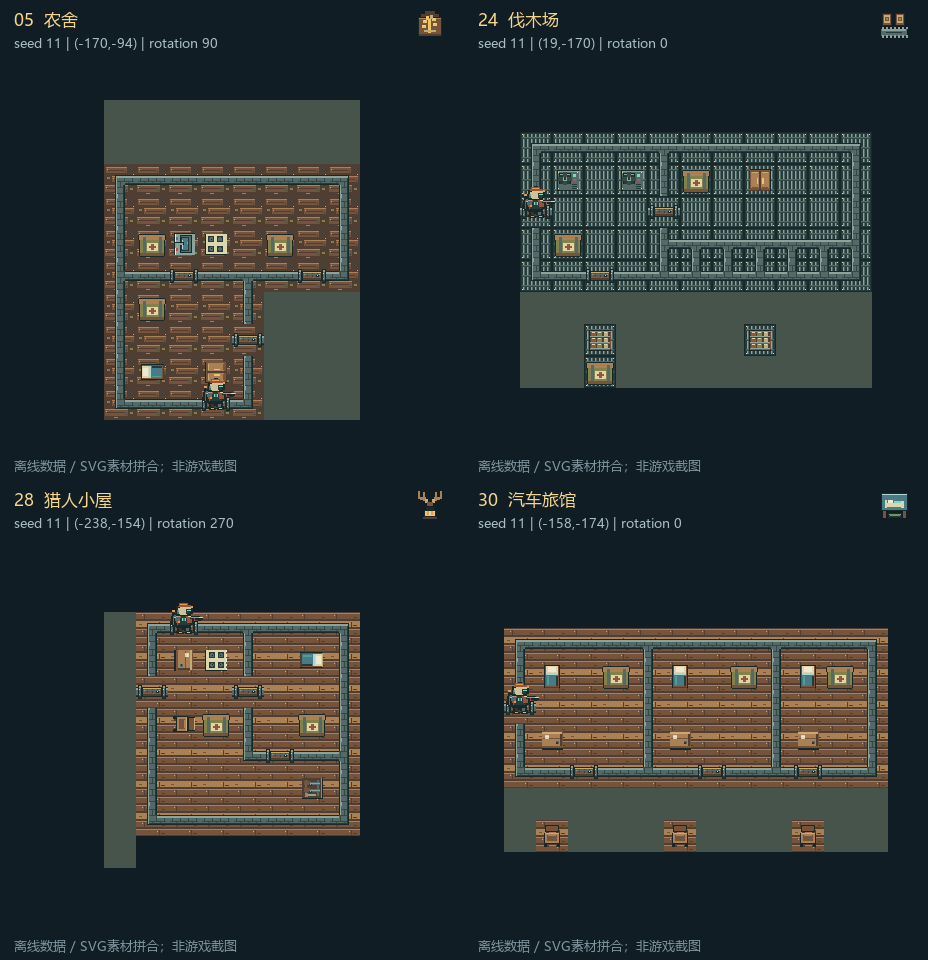 05 农舍
seed 11 | (-170,-94) | rotation 90
离线数据 / SVG素材拼合；非游戏截图
24 伐木场
seed 11 | (19,-170) | rotation 0
离线数据 / SVG素材拼合；非游戏截图
28 猎人小屋
seed 11 | (-238,-154) | rotation 270
离线数据 / SVG素材拼合；非游戏截图
30 汽车旅馆
seed 11 | (-158,-174) | rotation 0
离线数据 / SVG素材拼合；非游戏截图